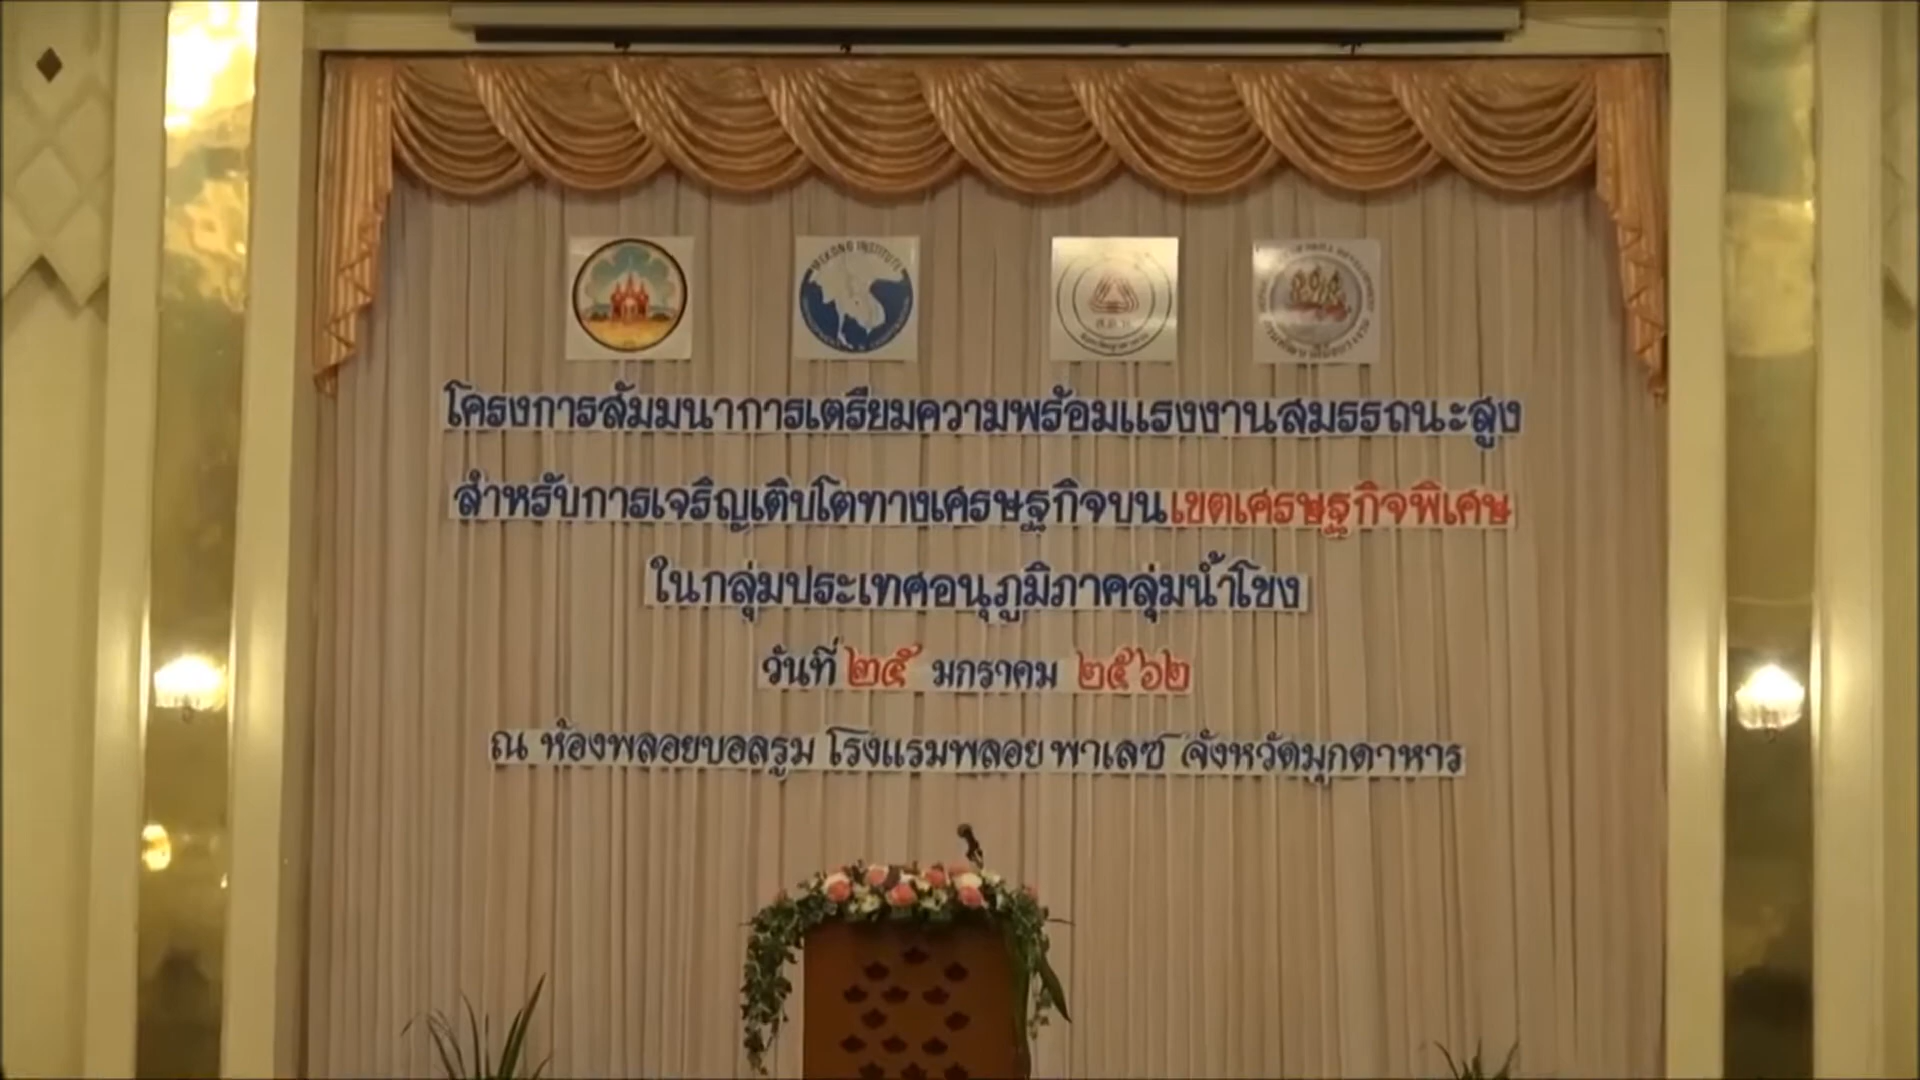 MEKONG INSTITUTE
โครงการสัมมนาการเตรียมความพร้อมแรงงานสมรรถนะสูง
สำหรับการเจริญเติบโตทางเศรษฐกิจบนเขตเศรษฐกิจพิเศษ
ในกลุ่มประเทศอนุภูมิภาคลุ่มน้ำโขง
วันที่ ๒๕ มกราคม ๒๕๖๒
ณ ห้องพลอยบอลรูม โรงแรมพลอย พาเลซ จังหวัดมุกดาหาร